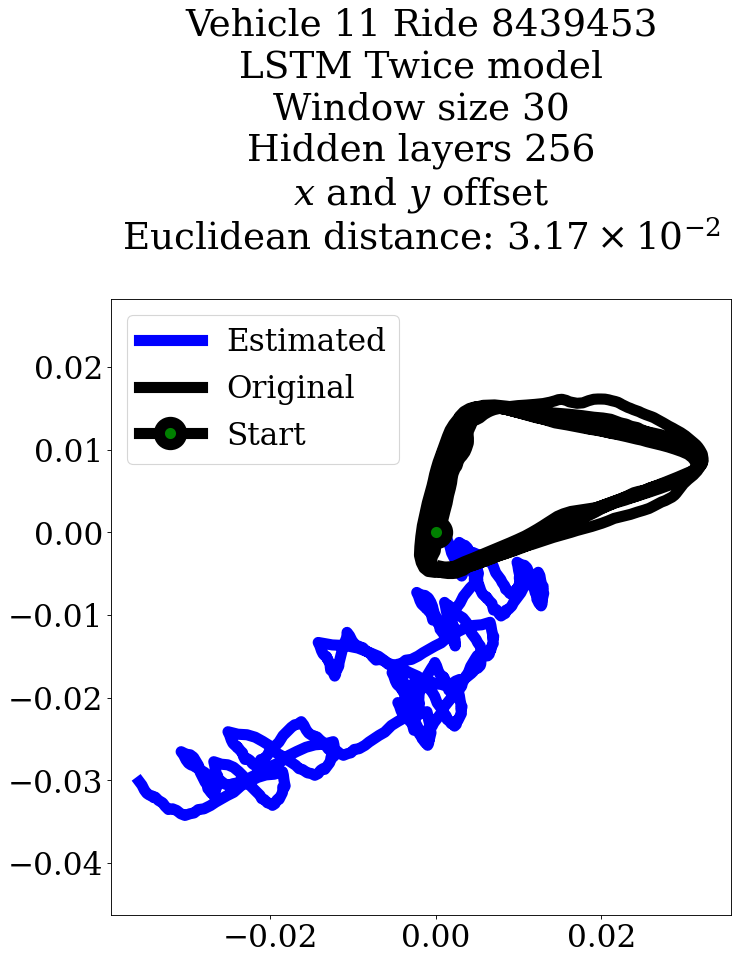 Vehicle 11 Ride 8439453
LSTM Twice model
Window size 30
Hidden layers 256
x and y offset
Euclidean distance: 3.17 × 10⁻²
Estimated
Original
Start
0.02
0.01
0.00
−0.01
−0.02
−0.03
−0.04
−0.02 0.00 0.02